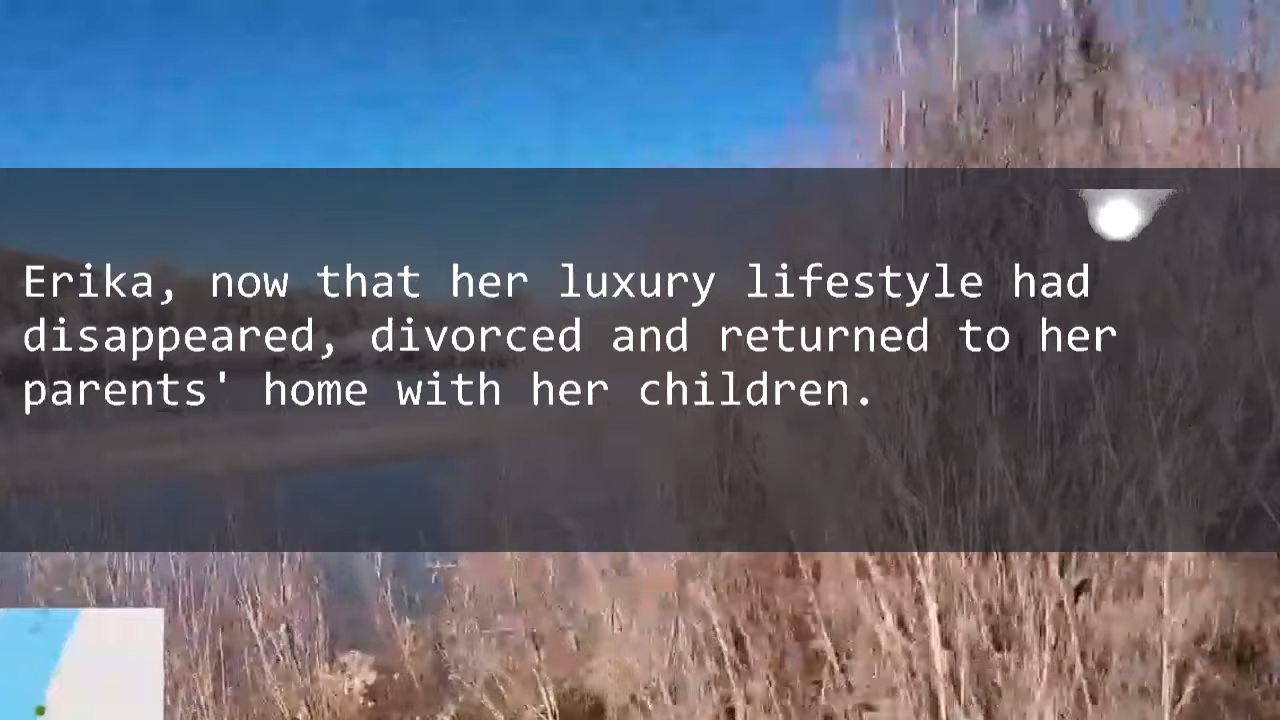 Erika, now that her luxury lifestyle had
disappeared, divorced and returned to her
parents' home with her children.